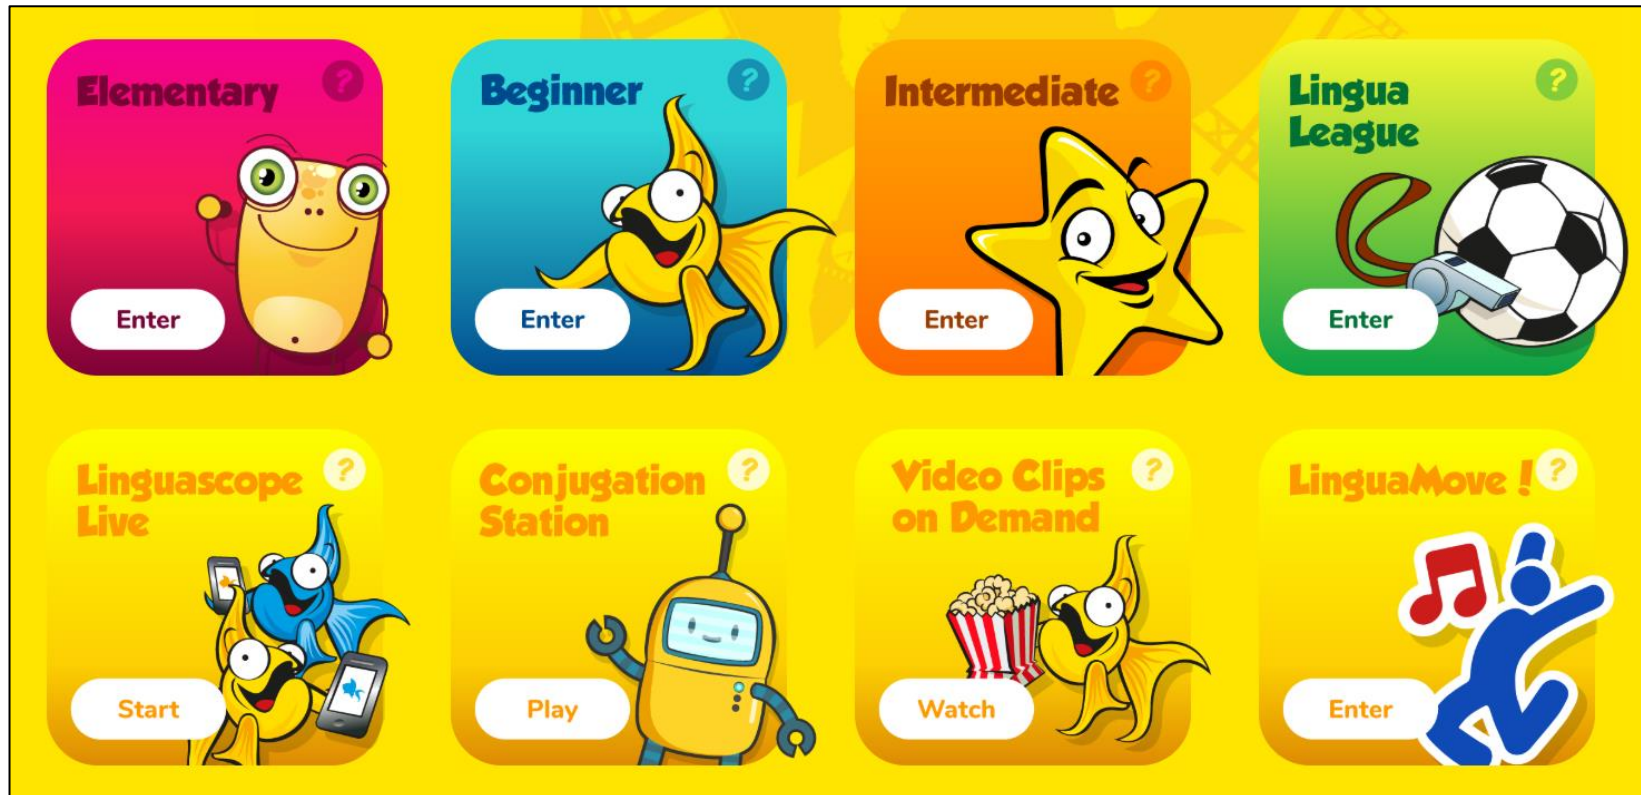 Elementary ?
Enter
Beginner ?
Enter
Intermediate ?
Enter
Lingua
League ?
Enter
Linguascope
Live ?
Start
Conjugation
Station ?
Play
Video Clips
on Demand ?
Watch
LinguaMove ! ?
Enter